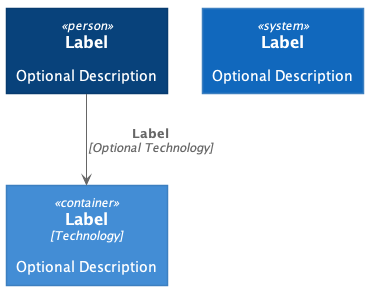 «person»
Label
Optional Description
«system»
Label
Optional Description
Label
[Optional Technology]
«container»
Label
[Technology]
Optional Description